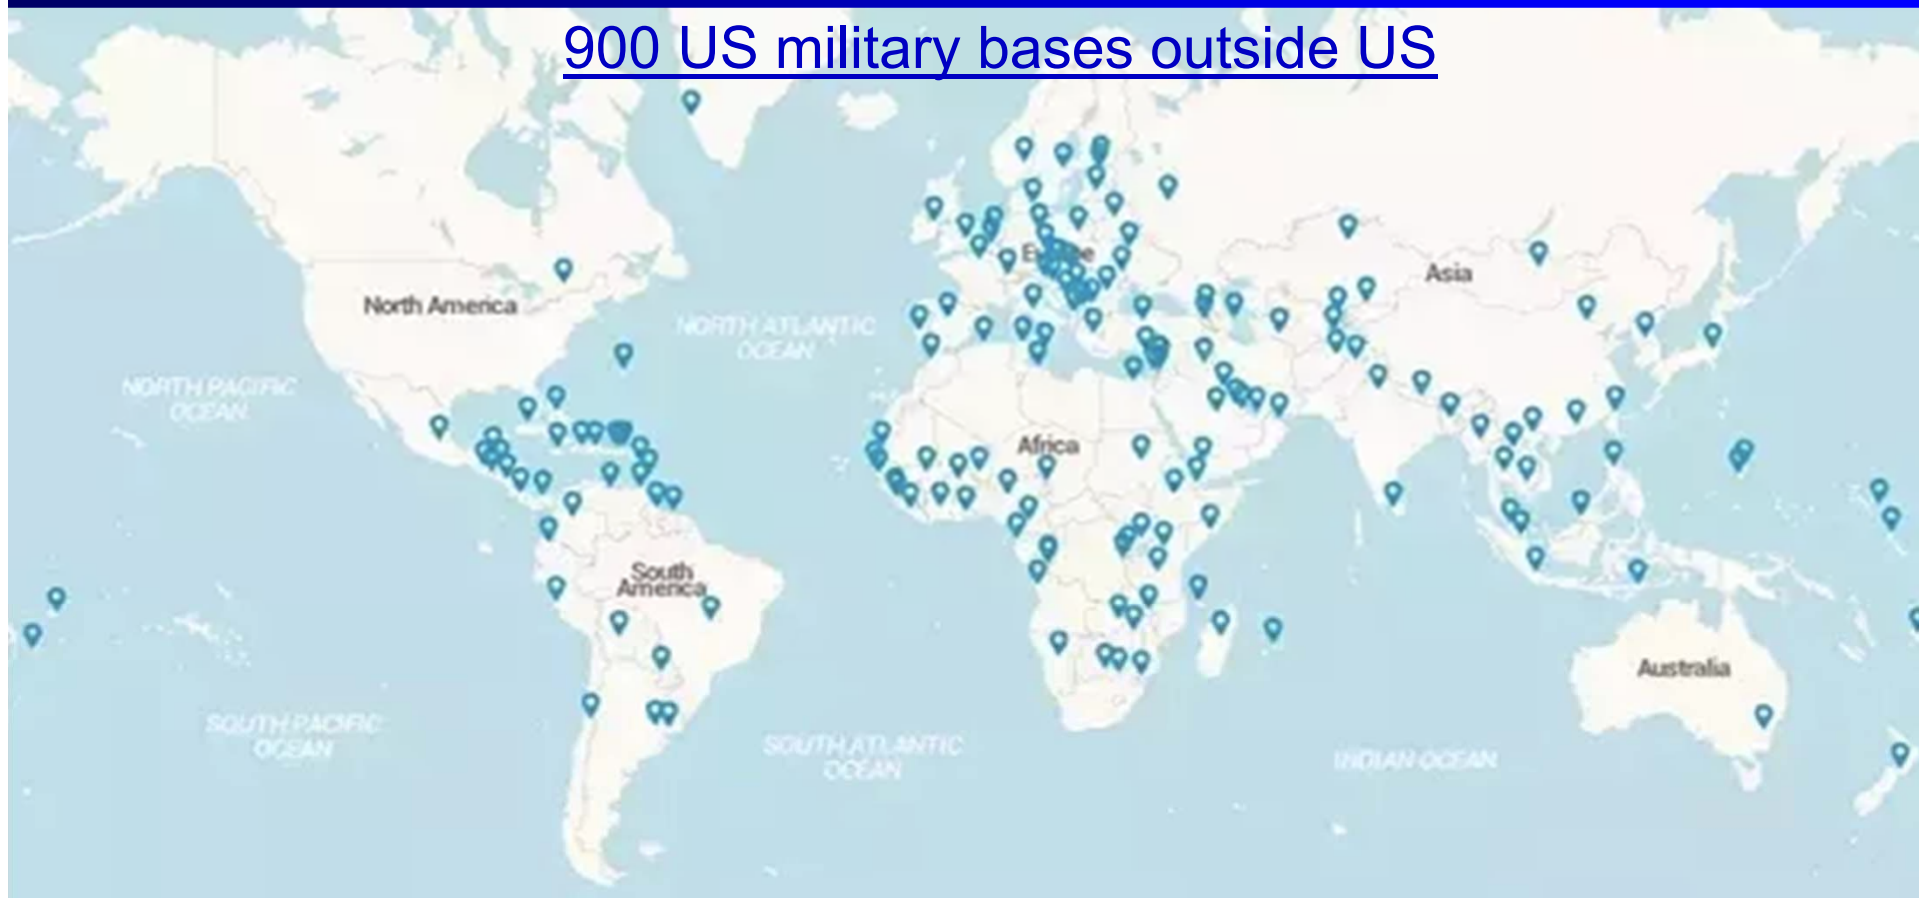 900 US military bases outside US
North America
NORTH ATLANTIC
OCEAN
Asia
NORTH PACIFIC
OCEAN
Africa
South
America
Australia
SOUTH PACIFIC
OCEAN
SOUTH ATLANTIC
OCEAN
INDIAN OCEAN